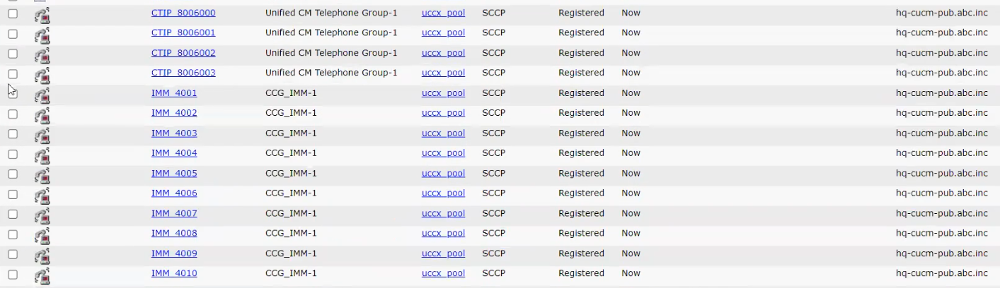 CTIP_8006000 Unified CM Telephone Group-1 uccx_pool SCCP Registered Now hq-cucm-pub.abc.inc
CTIP_8006001 Unified CM Telephone Group-1 uccx_pool SCCP Registered Now hq-cucm-pub.abc.inc
CTIP_8006002 Unified CM Telephone Group-1 uccx_pool SCCP Registered Now hq-cucm-pub.abc.inc
CTIP_8006003 Unified CM Telephone Group-1 uccx_pool SCCP Registered Now hq-cucm-pub.abc.inc
IMM_4001 CCG_IMM-1 uccx_pool SCCP Registered Now hq-cucm-pub.abc.inc
IMM_4002 CCG_IMM-1 uccx_pool SCCP Registered Now hq-cucm-pub.abc.inc
IMM_4003 CCG_IMM-1 uccx_pool SCCP Registered Now hq-cucm-pub.abc.inc
IMM_4004 CCG_IMM-1 uccx_pool SCCP Registered Now hq-cucm-pub.abc.inc
IMM_4005 CCG_IMM-1 uccx_pool SCCP Registered Now hq-cucm-pub.abc.inc
IMM_4006 CCG_IMM-1 uccx_pool SCCP Registered Now hq-cucm-pub.abc.inc
IMM_4007 CCG_IMM-1 uccx_pool SCCP Registered Now hq-cucm-pub.abc.inc
IMM_4008 CCG_IMM-1 uccx_pool SCCP Registered Now hq-cucm-pub.abc.inc
IMM_4009 CCG_IMM-1 uccx_pool SCCP Registered Now hq-cucm-pub.abc.inc
IMM_4010 CCG_IMM-1 uccx_pool SCCP Registered Now hq-cucm-pub.abc.inc